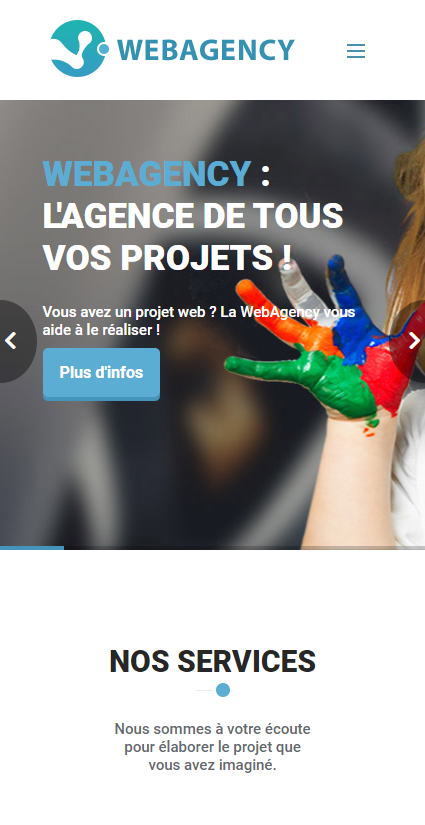 WEBAGENCY
WEBAGENCY :
L'AGENCE DE TOUS
VOS PROJETS !
Vous avez un projet web ? La WebAgency vous
aide à le réaliser !
Plus d'infos
NOS SERVICES
Nous sommes à votre écoute
pour élaborer le projet que
vous avez imaginé.